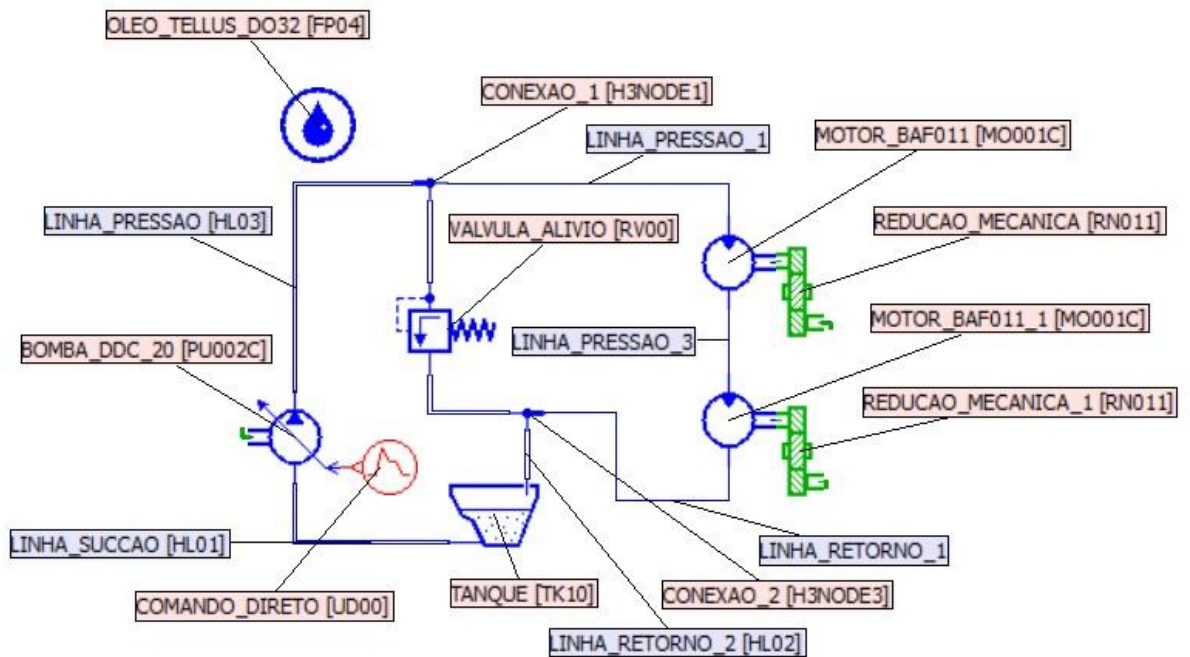 OLEO_TELLUS_DO32 [FP04]
CONEXAO_1 [H3NODE1]
LINHA_PRESSAO_1
MOTOR_BAF011 [MO001C]
LINHA_PRESSAO [HL03]
VALVULA_ALIVIO [RV00]
REDUCAO_MECANICA [RN011]
MOTOR_BAF011_1 [MO001C]
LINHA_PRESSAO_3
BOMBA_DDC_20 [PU002C]
REDUCAO_MECANICA_1 [RN011]
LINHA_SUCCAO [HL01]
LINHA_RETORNO_1
COMANDO_DIRETO [UD00]
TANQUE [TK10]
CONEXAO_2 [H3NODE3]
LINHA_RETORNO_2 [HL02]